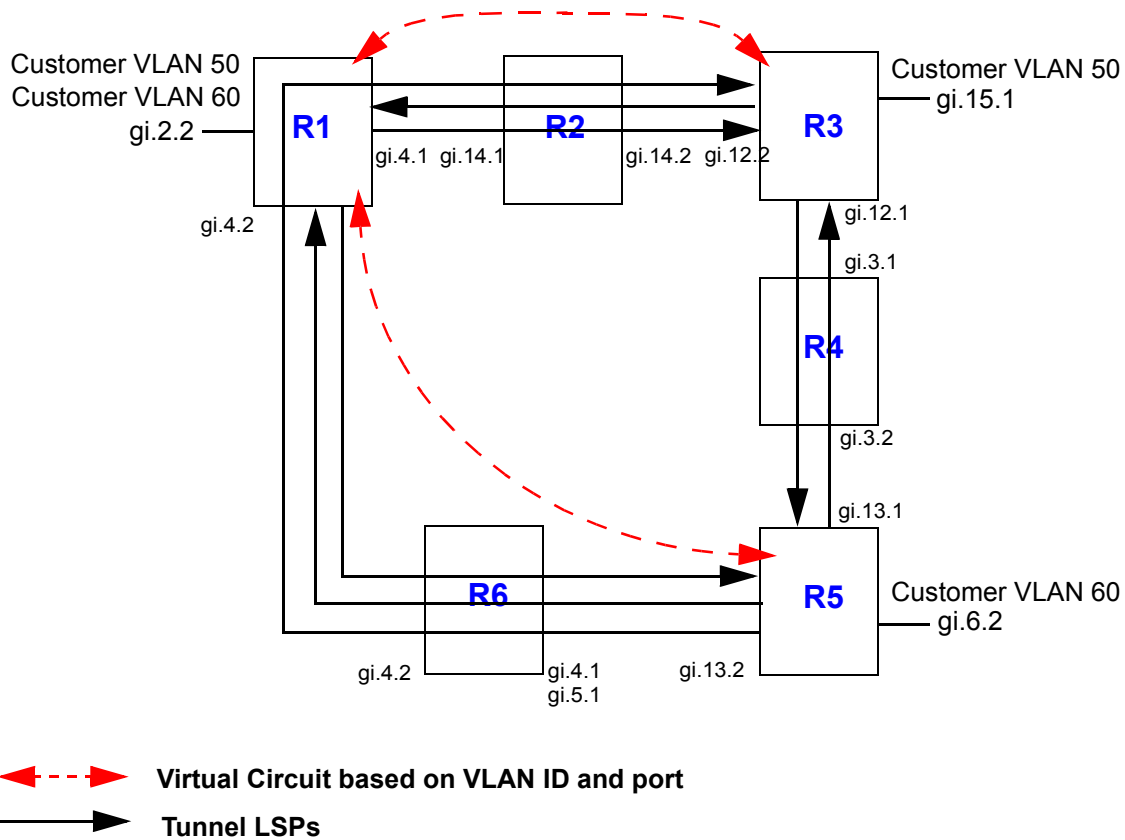 Customer VLAN 50
Customer VLAN 60
gi.2.2
R1
R2
R3
Customer VLAN 50
gi.15.1
gi.4.1
gi.14.1
gi.14.2
gi.12.2
gi.4.2
gi.12.1
gi.3.1
R4
gi.3.2
gi.13.1
R6
R5
Customer VLAN 60
gi.6.2
gi.4.2
gi.4.1
gi.5.1
gi.13.2
Virtual Circuit based on VLAN ID and port
Tunnel LSPs